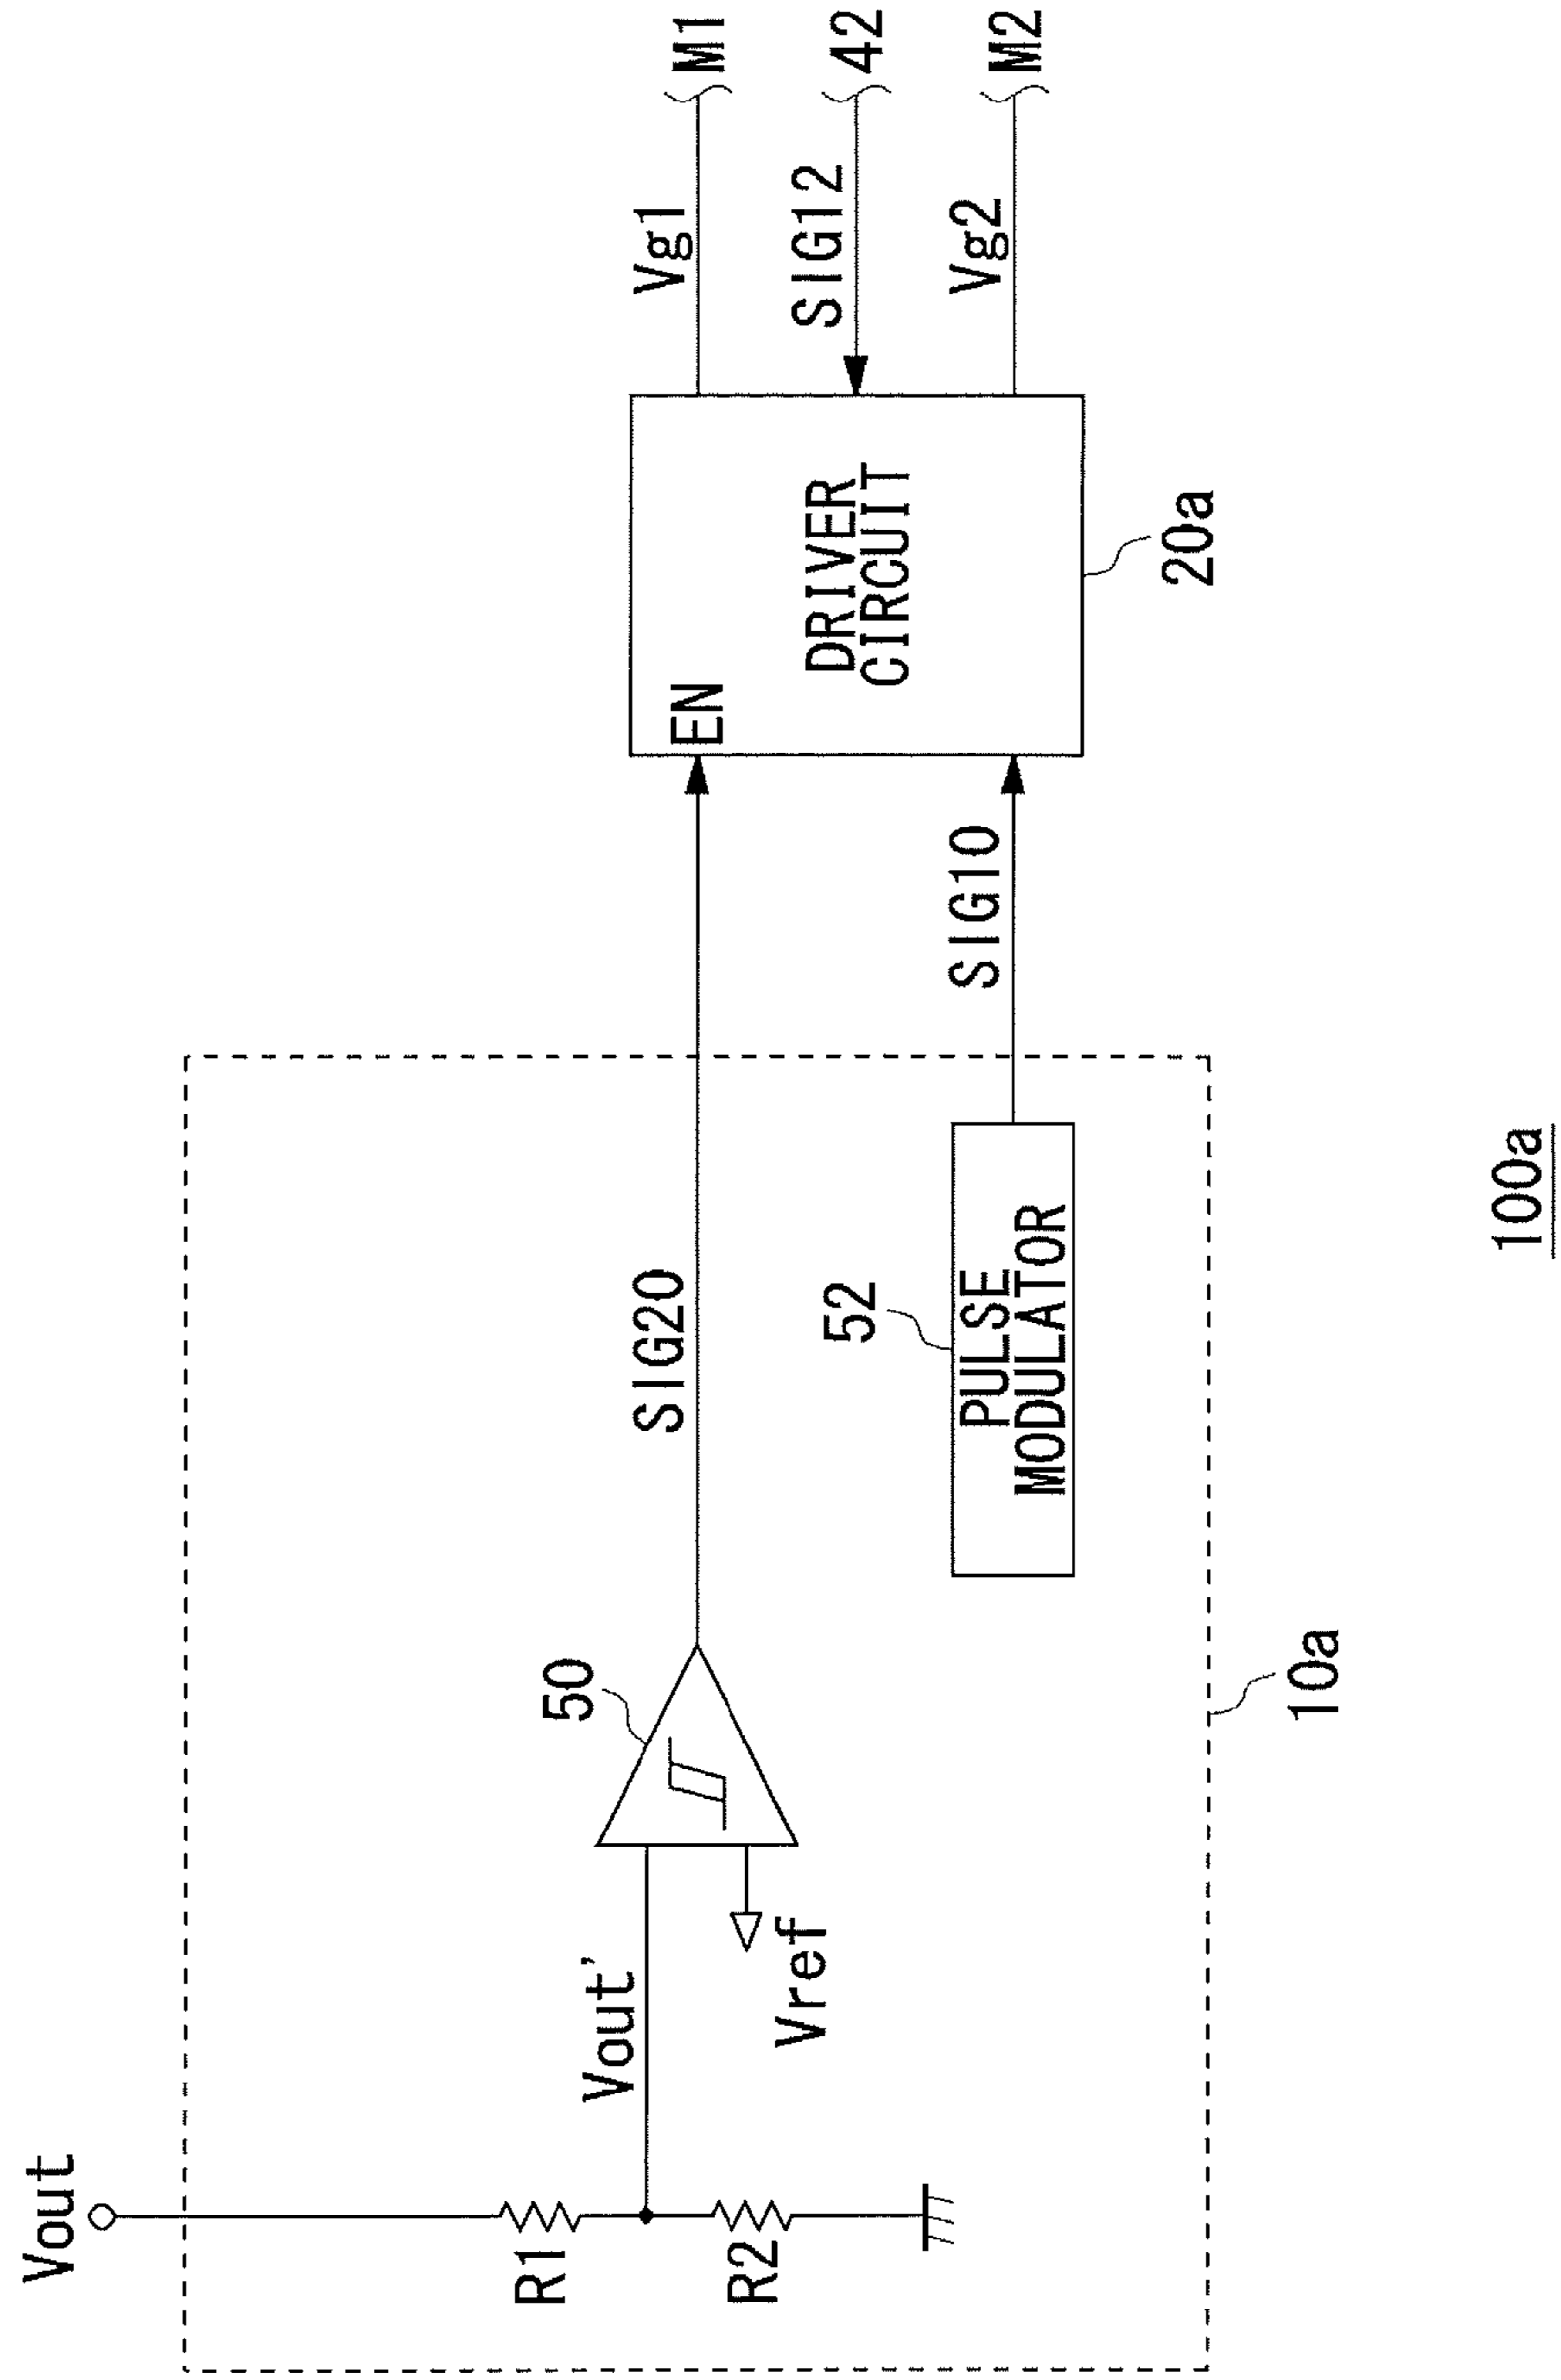 Vout
R1
R2
Vout'
Vref
50
SIG20
52
PULSE
MODULATOR
SIG10
10a
EN
DRIVER
CIRCUIT
20a
Vg1
M1
SIG12
42
Vg2
M2
100a